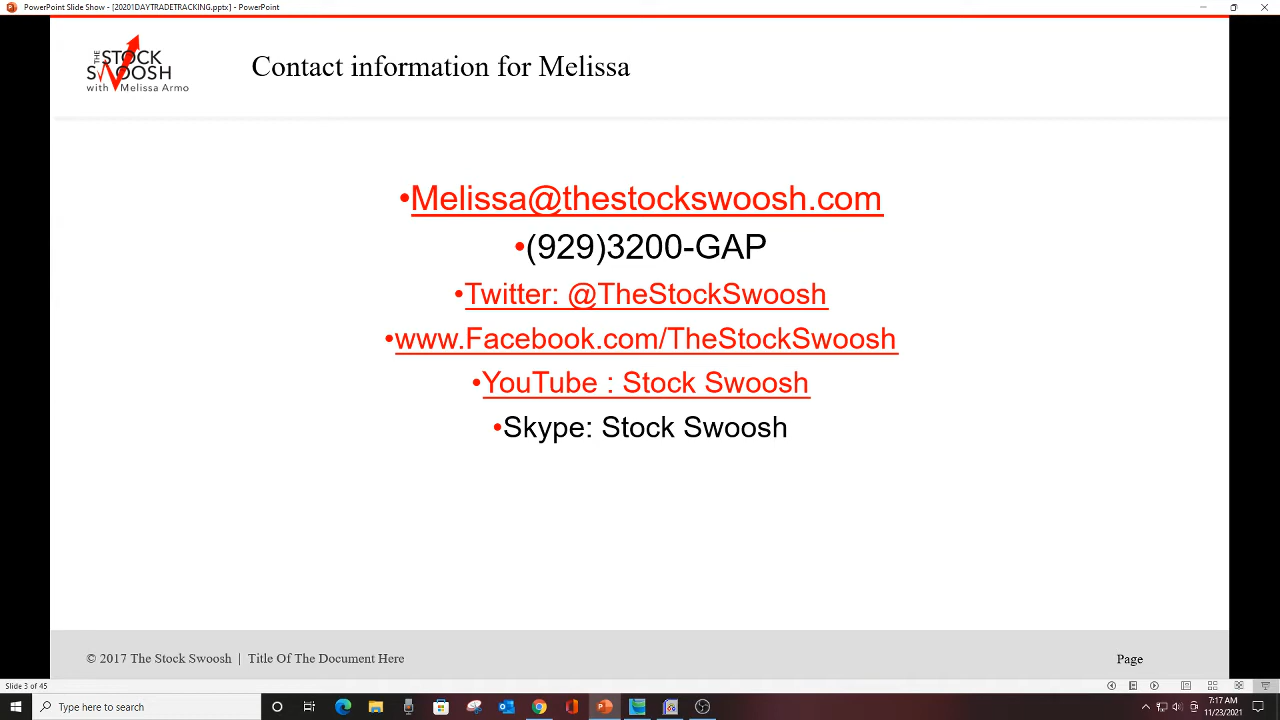 PowerPoint Slide Show - [20201DAYTRADETRACKING.pptx] - PowerPoint
THE STOCK
SWOOSH
with Melissa Armo
Contact information for Melissa
•Melissa@thestockswoosh.com
•(929)3200-GAP
•Twitter: @TheStockSwoosh
•www.Facebook.com/TheStockSwoosh
•YouTube : Stock Swoosh
•Skype: Stock Swoosh
© 2017 The Stock Swoosh | Title Of The Document Here
Page
Slide 3 of 45
Type here to search
7:17 AM
11/23/2021